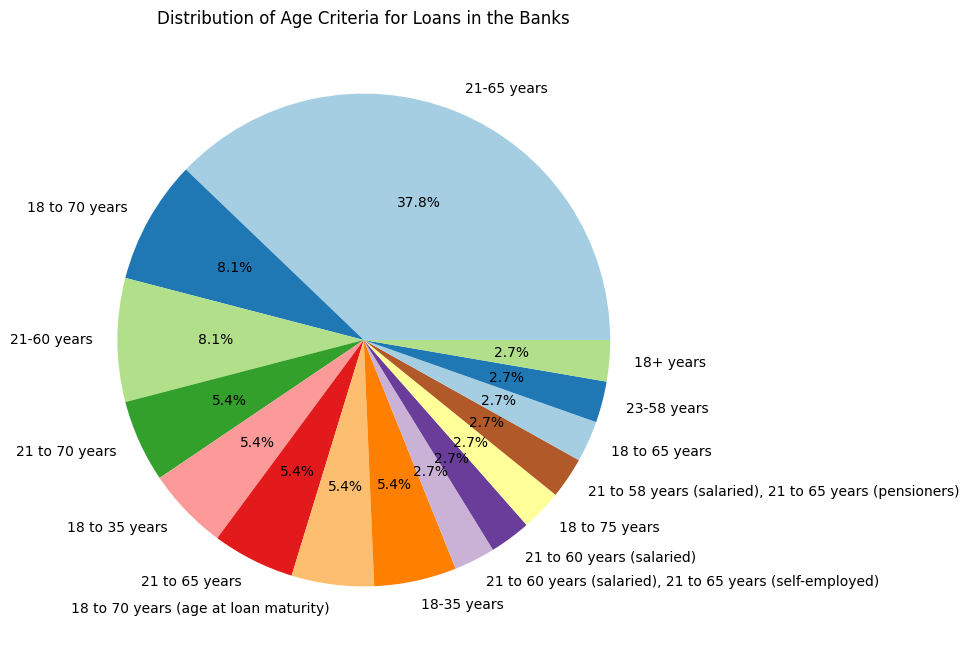 Distribution of Age Criteria for Loans in the Banks
21-65 years
37.8%
18 to 70 years
8.1%
21-60 years
8.1%
21 to 70 years
5.4%
18 to 35 years
5.4%
21 to 65 years
5.4%
18 to 70 years (age at loan maturity)
5.4%
18-35 years
5.4%
21 to 60 years (salaried), 21 to 65 years (self-employed)
2.7%
21 to 60 years (salaried)
2.7%
18 to 75 years
2.7%
21 to 58 years (salaried), 21 to 65 years (pensioners)
2.7%
18 to 65 years
2.7%
23-58 years
2.7%
18+ years
2.7%